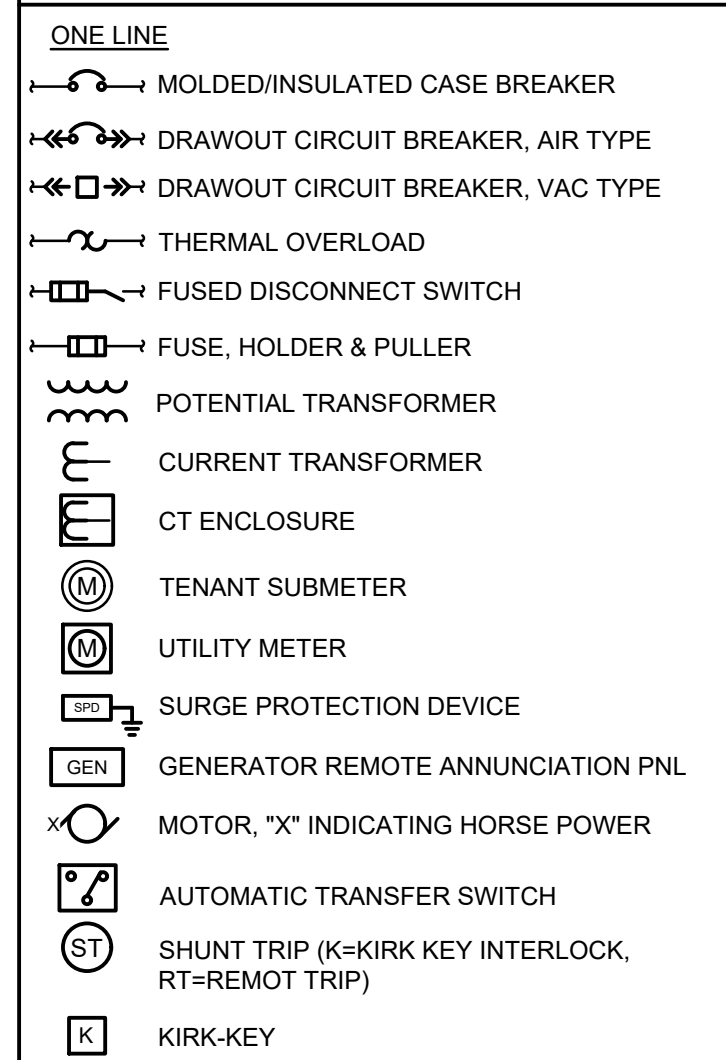 ONE LINE
MOLDED/INSULATED CASE BREAKER
DRAWOUT CIRCUIT BREAKER, AIR TYPE
DRAWOUT CIRCUIT BREAKER, VAC TYPE
THERMAL OVERLOAD
FUSED DISCONNECT SWITCH
FUSE, HOLDER & PULLER
POTENTIAL TRANSFORMER
CURRENT TRANSFORMER
CT ENCLOSURE
M TENANT SUBMETER
M UTILITY METER
SPD SURGE PROTECTION DEVICE
GEN GENERATOR REMOTE ANNUNCIATION PNL
X MOTOR, "X" INDICATING HORSE POWER
AUTOMATIC TRANSFER SWITCH
ST SHUNT TRIP (K=KIRK KEY INTERLOCK,
RT=REMOT TRIP)
K KIRK-KEY